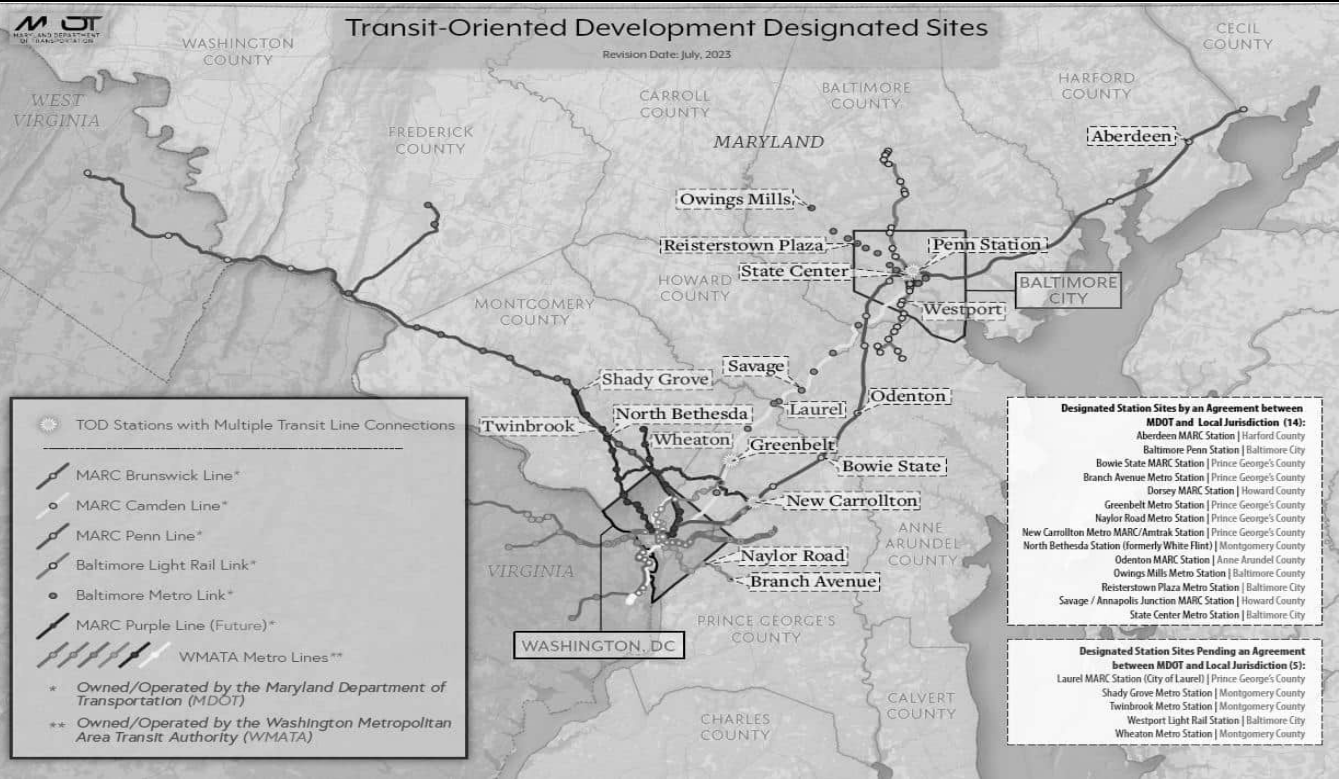 MDOT
MARYLAND DEPARTMENT
OF TRANSPORTATION
Transit-Oriented Development Designated Sites
Revision Date: July, 2023
WASHINGTON
COUNTY
CECIL
COUNTY
WEST
VIRGINIA
FREDERICK
COUNTY
CARROLL
COUNTY
BALTIMORE
COUNTY
HARFORD
COUNTY
MARYLAND
Aberdeen
Owings Mills
Reisterstown Plaza
Penn Station
State Center
HOWARD
COUNTY
BALTIMORE
CITY
MONTGOMERY
COUNTY
Westport
Savage
Shady Grove
Laurel
Odenton
North Bethesda
Twinbrook
Wheaton
Greenbelt
Bowie State
New Carrollton
ANNE
ARUNDEL
COUNTY
VIRGINIA
Naylor Road
Branch Avenue
PRINCE GEORGE'S
COUNTY
WASHINGTON, DC
CALVERT
COUNTY
CHARLES
COUNTY
TOD Stations with Multiple Transit Line Connections
MARC Brunswick Line*
MARC Camden Line*
MARC Penn Line*
Baltimore Light Rail Link*
Baltimore Metro Link*
MARC Purple Line (Future)*
WMATA Metro Lines**
* Owned/Operated by the Maryland Department of
Transportation (MDOT)
** Owned/Operated by the Washington Metropolitan
Area Transit Authority (WMATA)
Designated Station Sites by an Agreement between
MDOT and Local Jurisdiction (14):
Aberdeen MARC Station | Harford County
Baltimore Penn Station | Baltimore City
Bowie State MARC Station | Prince George's County
Branch Avenue Metro Station | Prince George's County
Dorsey MARC Station | Howard County
Greenbelt Metro Station | Prince George's County
Naylor Road Metro Station | Prince George's County
New Carrollton Metro MARC/Amtrak Station | Prince George's County
North Bethesda Station (formerly White Flint) | Montgomery County
Odenton MARC Station | Anne Arundel County
Owings Mills Metro Station | Baltimore County
Reisterstown Plaza Metro Station | Baltimore City
Savage / Annapolis Junction MARC Station | Howard County
State Center Metro Station | Baltimore City
Designated Station Sites Pending an Agreement
between MDOT and Local Jurisdiction (5):
Laurel MARC Station (City of Laurel) | Prince George's County
Shady Grove Metro Station | Montgomery County
Twinbrook Metro Station | Montgomery County
Westport Light Rail Station | Baltimore City
Wheaton Metro Station | Montgomery County